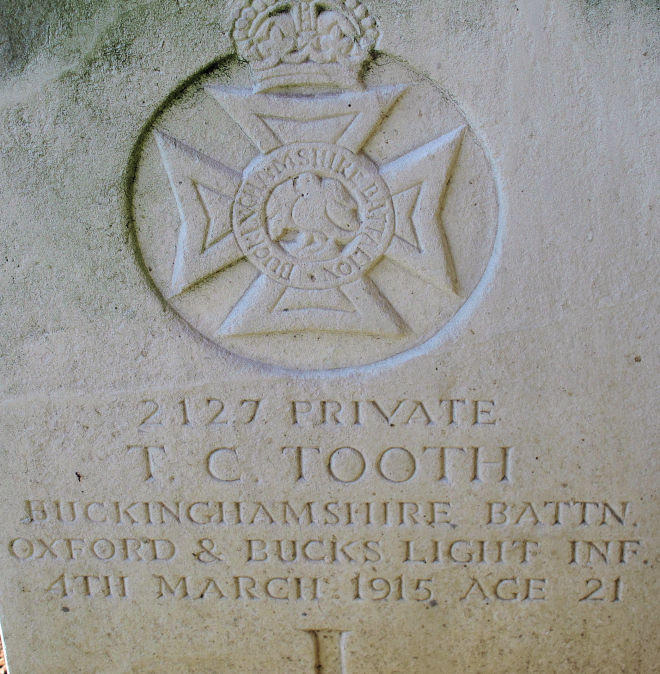 BUCKINGHAMSHIRE BATTALION
2127 PRIVATE
T C TOOTH
BUCKINGHAMSHIRE BATTN.
OXFORD & BUCKS. LIGHT INF.
4TH MARCH 1915 AGE 21